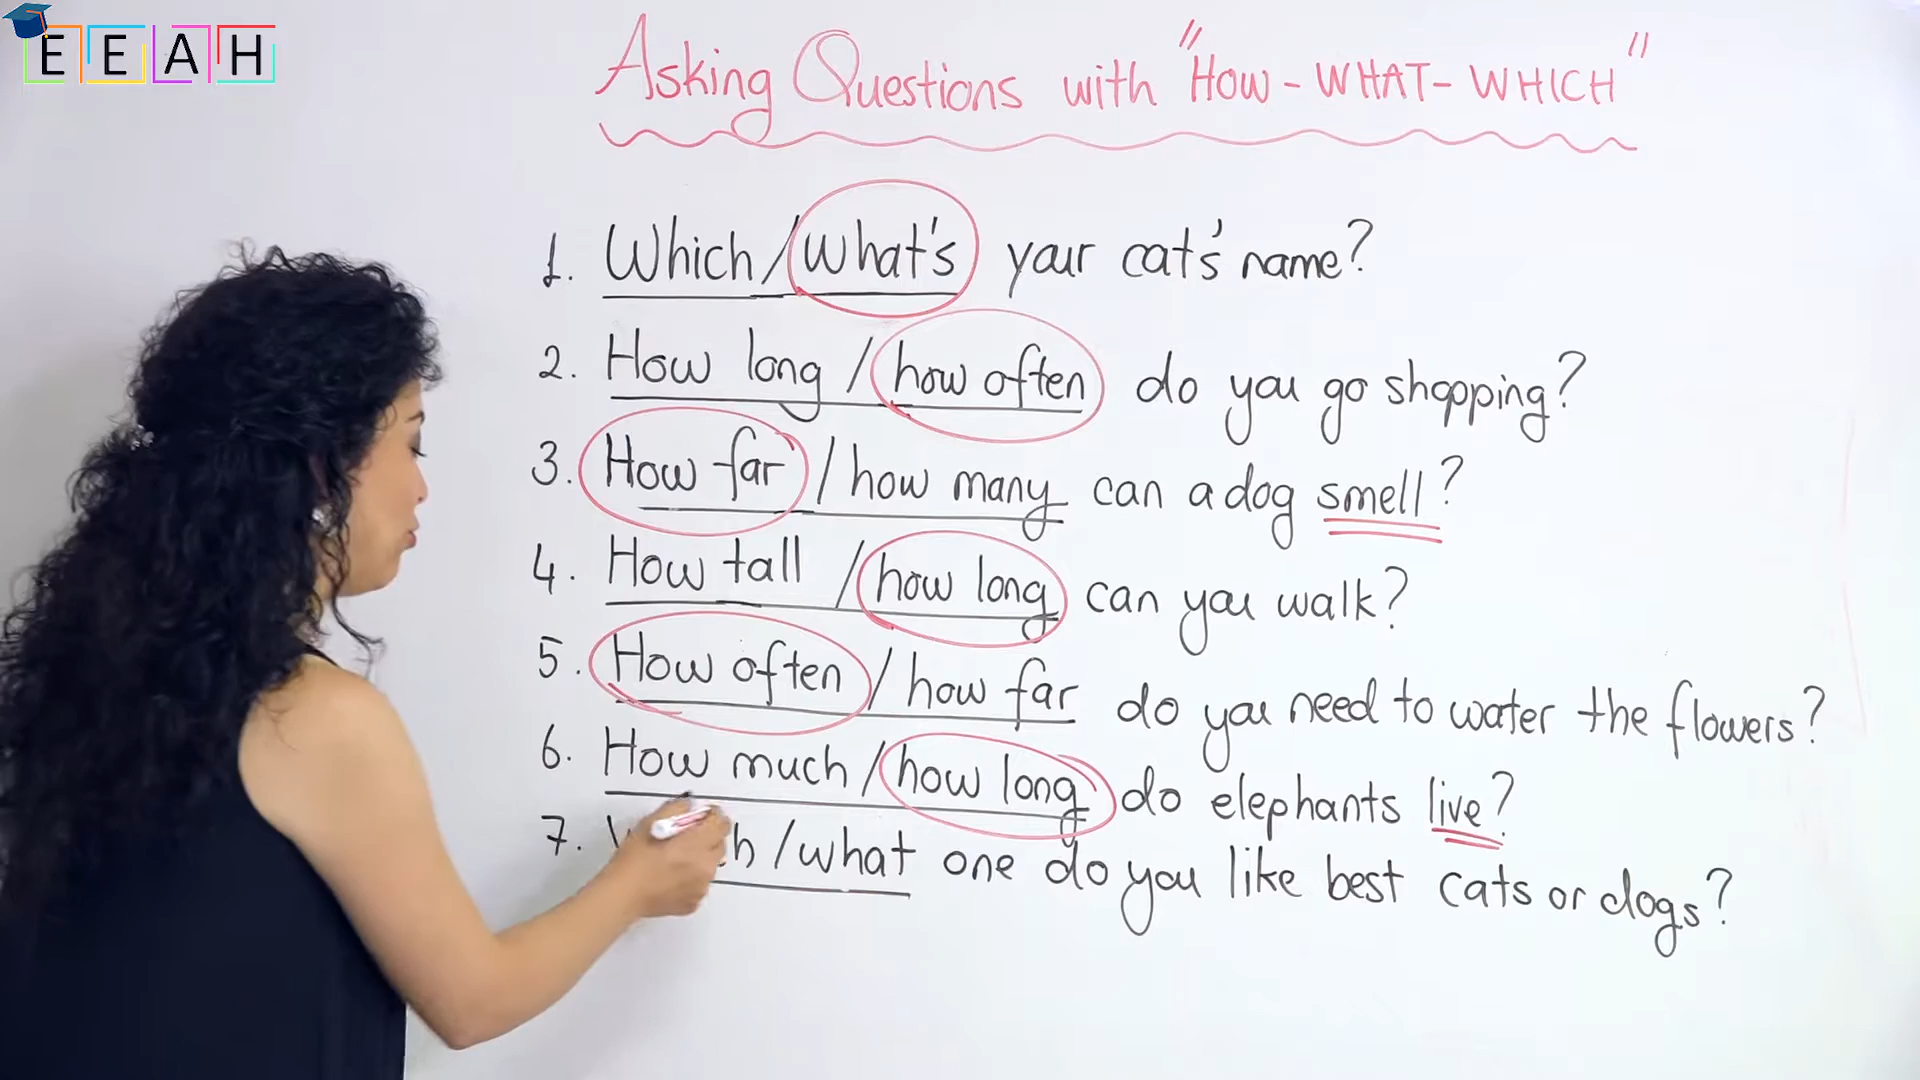 EEAH
Asking Questions with "HOW - WHAT - WHICH"
1. Which / what's your cat's name?
2. How long / how often do you go shopping?
3. How far / how many can a dog smell?
4. How tall / how long can you walk?
5. How often / how far do you need to water the flowers?
6. How much / how long do elephants live?
7. / what one do you like best cats or dogs?